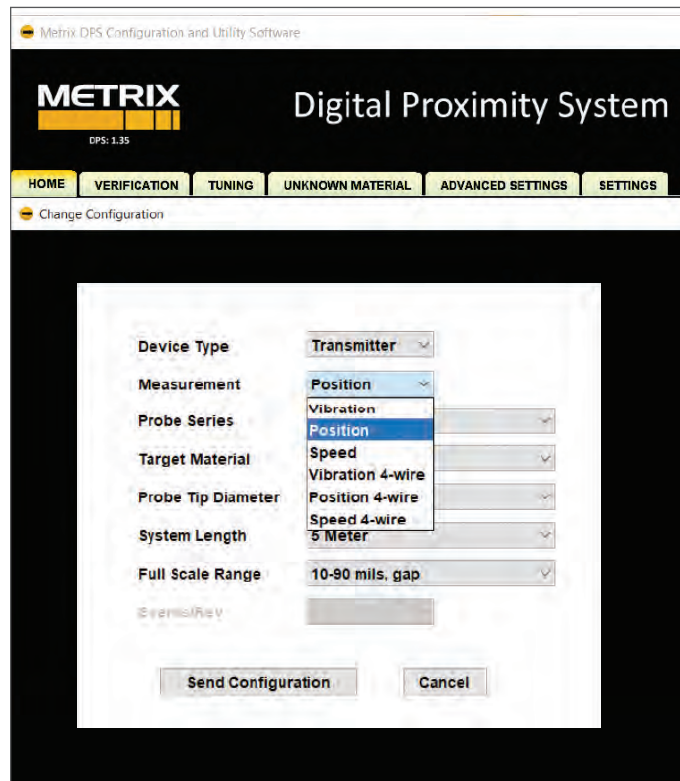 Metrix DPS Configuration and Utility Software
METRIX
DPS: 1.35
Digital Proximity System
HOME VERIFICATION TUNING UNKNOWN MATERIAL ADVANCED SETTINGS SETTINGS
Change Configuration
Device Type Transmitter
Measurement Position
Vibration
Probe Series
Position
Speed
Target Material
Vibration 4-wire
Probe Tip Diameter Position 4-wire
Speed 4-wire
System Length 5 Meter
Full Scale Range 10-90 mils, gap
Events/Rev
Send Configuration Cancel